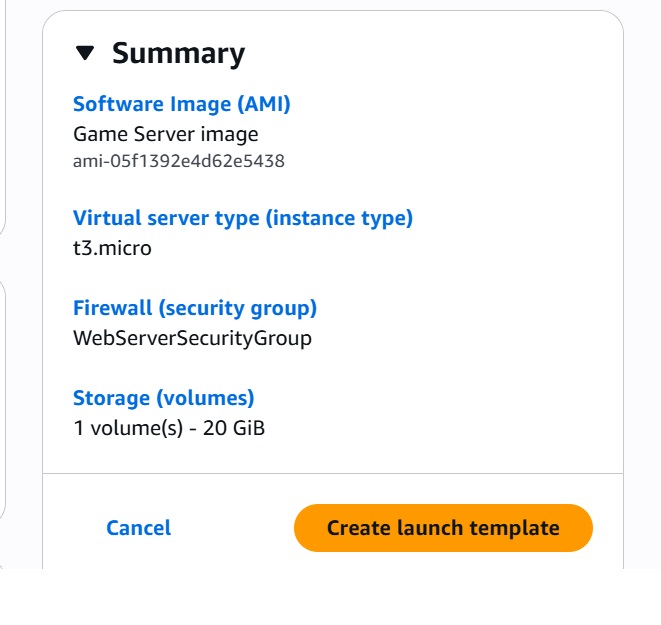 Summary
Software Image (AMI)
Game Server image
ami-05f1392e4d62e5438
Virtual server type (instance type)
t3.micro
Firewall (security group)
WebServerSecurityGroup
Storage (volumes)
1 volume(s) - 20 GiB
Cancel
Create launch template